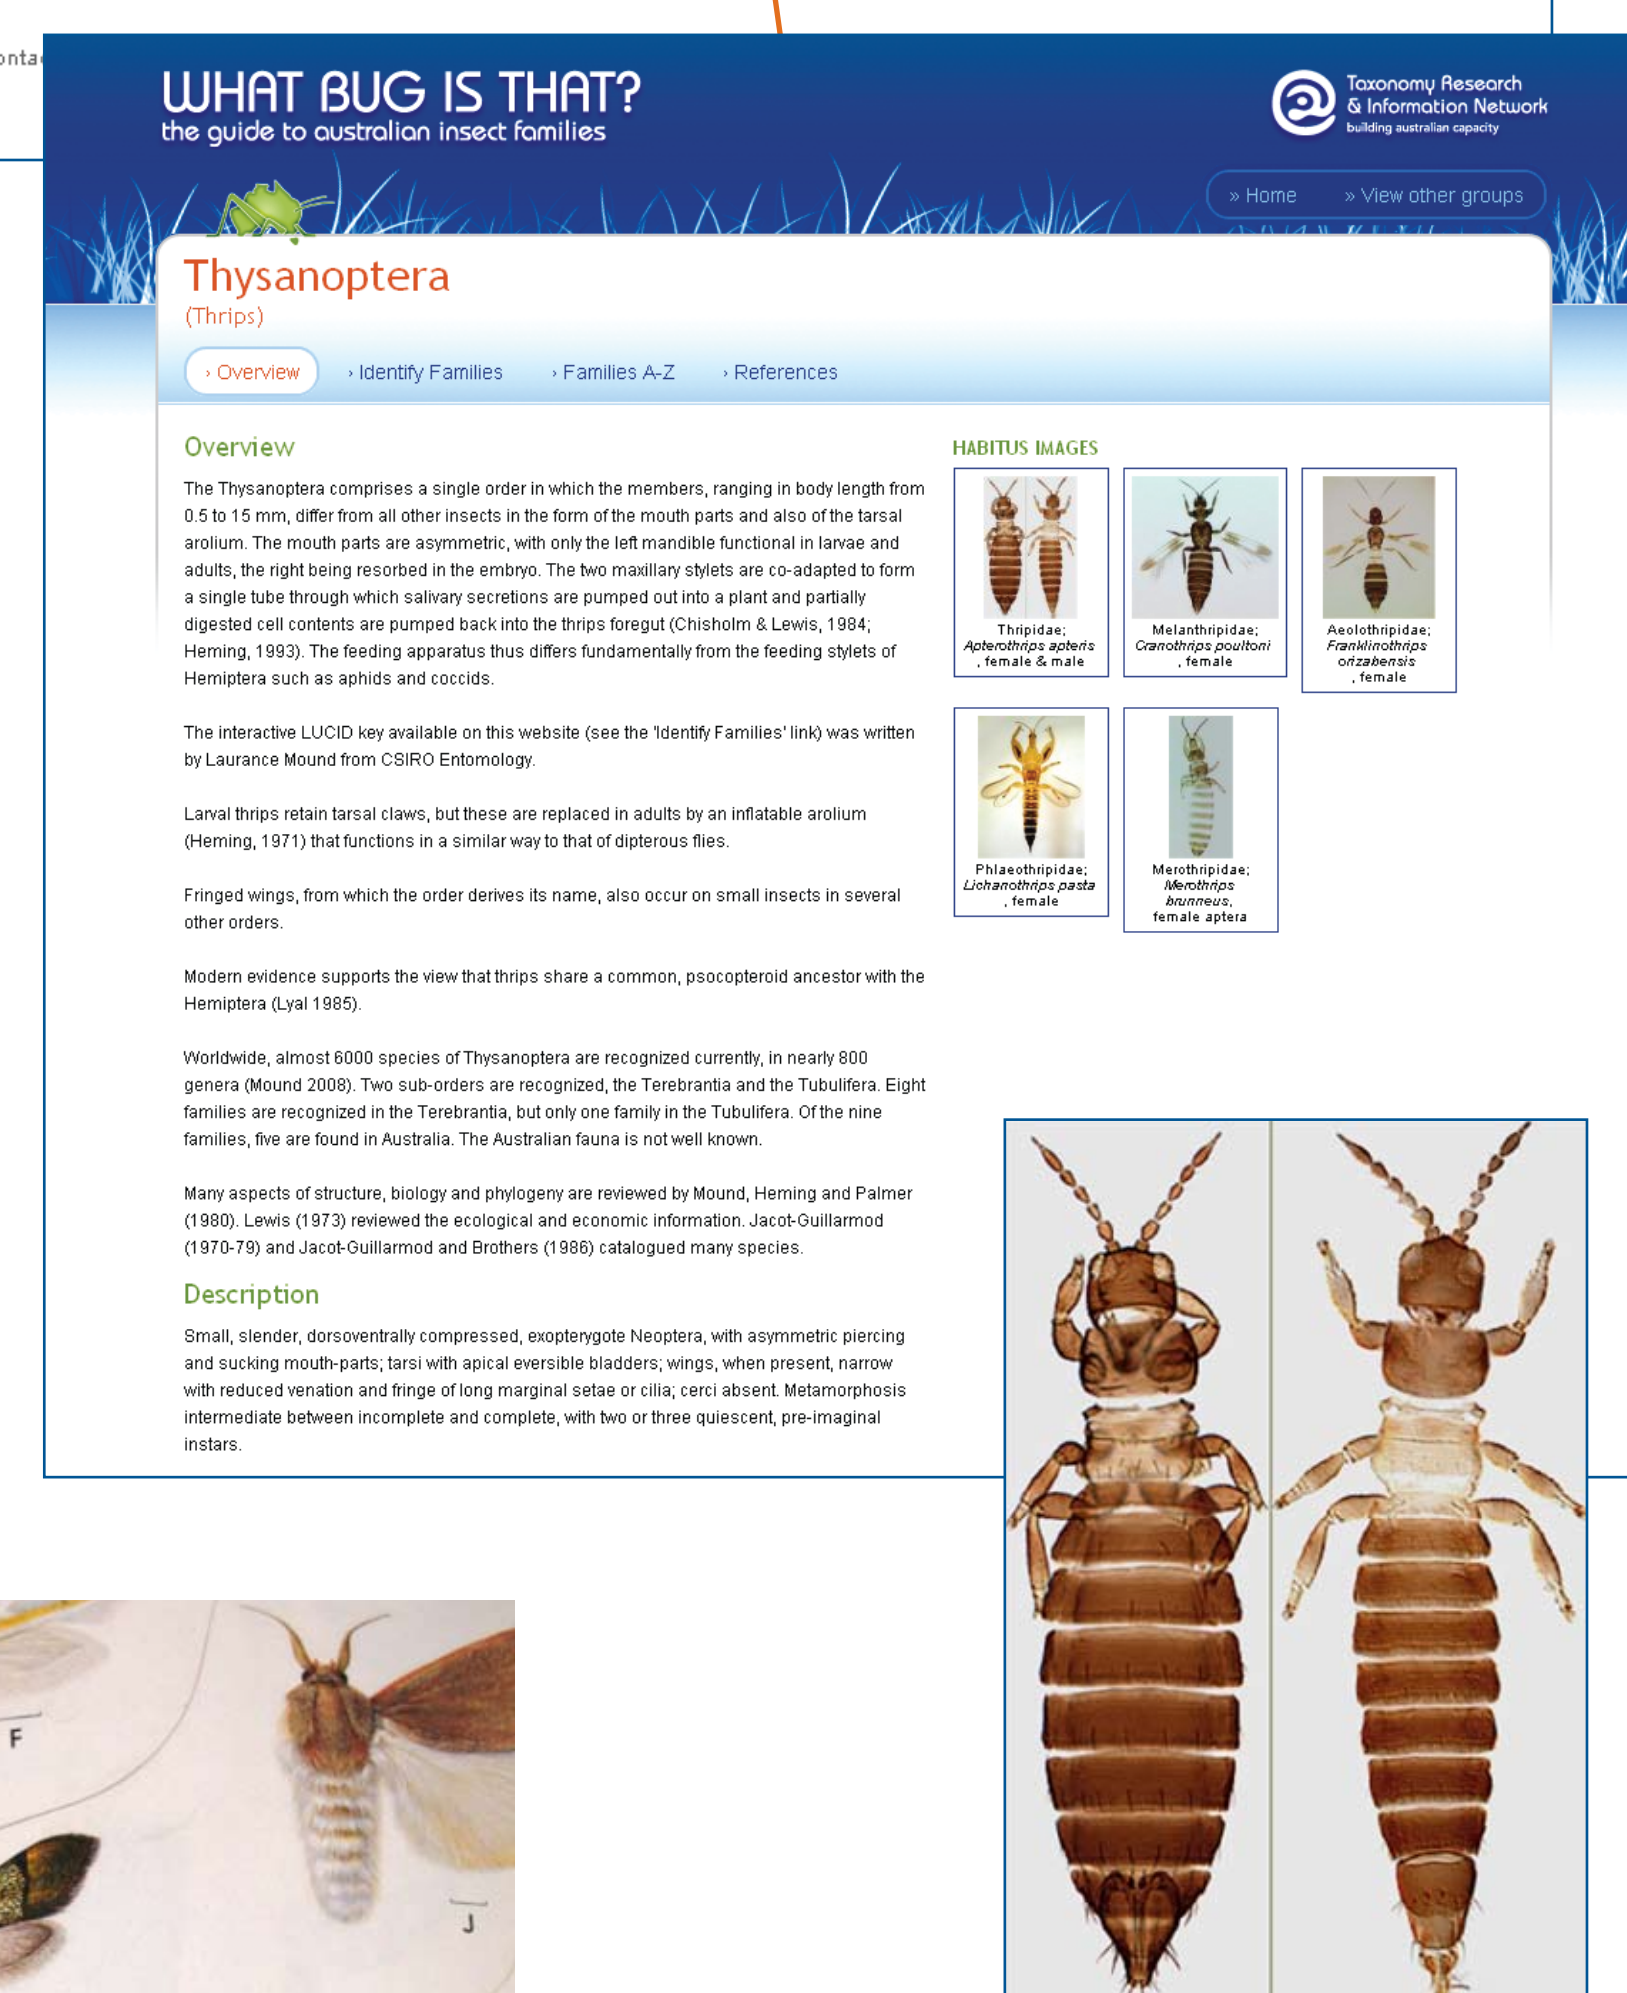 WHAT BUG IS THAT?
the guide to australian insect families
Taxonomy Research
& Information Network
building australian capacity
» Home » View other groups
Thysanoptera
(Thrips)
› Overview › Identify Families › Families A-Z › References
Overview
The Thysanoptera comprises a single order in which the members, ranging in body length from
0.5 to 15 mm, differ from all other insects in the form of the mouth parts and also of the tarsal
arolium. The mouth parts are asymmetric, with only the left mandible functional in larvae and
adults, the right being resorbed in the embryo. The two maxillary stylets are co-adapted to form
a single tube through which salivary secretions are pumped out into a plant and partially
digested cell contents are pumped back into the thrips foregut (Chisholm & Lewis, 1984;
Heming, 1993). The feeding apparatus thus differs fundamentally from the feeding stylets of
Hemiptera such as aphids and coccids.
The interactive LUCID key available on this website (see the 'Identify Families' link) was written
by Laurance Mound from CSIRO Entomology.
Larval thrips retain tarsal claws, but these are replaced in adults by an inflatable arolium
(Heming, 1971) that functions in a similar way to that of dipterous flies.
Fringed wings, from which the order derives its name, also occur on small insects in several
other orders.
Modern evidence supports the view that thrips share a common, psocopteroid ancestor with the
Hemiptera (Lyal 1985).
Worldwide, almost 6000 species of Thysanoptera are recognized currently, in nearly 800
genera (Mound 2008). Two sub-orders are recognized, the Terebrantia and the Tubulifera. Eight
families are recognized in the Terebrantia, but only one family in the Tubulifera. Of the nine
families, five are found in Australia. The Australian fauna is not well known.
Many aspects of structure, biology and phylogeny are reviewed by Mound, Heming and Palmer
(1980). Lewis (1973) reviewed the ecological and economic information. Jacot-Guillarmod
(1970-79) and Jacot-Guillarmod and Brothers (1986) catalogued many species.
Description
Small, slender, dorsoventrally compressed, exopterygote Neoptera, with asymmetric piercing
and sucking mouth-parts; tarsi with apical eversible bladders; wings, when present, narrow
with reduced venation and fringe of long marginal setae or cilia; cerci absent. Metamorphosis
intermediate between incomplete and complete, with two or three quiescent, pre-imaginal
instars.
HABITUS IMAGES
Thripidae;
Apterothrips apteris
, female & male
Melanthripidae;
Cranothrips poultoni
, female
Aeolothripidae;
Franklinothrips
orizabensis
, female
Phlaeothripidae;
Lichanothrips pasta
, female
Merothripidae;
Merothrips
brunneus,
female aptera
F
J